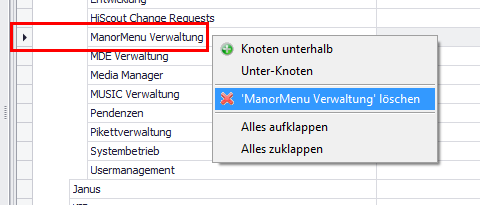 Entwicklung
HiScout Change Requests
ManorMenu Verwaltung
MDE Verwaltung
Media Manager
MUSIC Verwaltung
Pendenzen
Pikettverwaltung
Systembetrieb
Usermanagement
Janus
Knoten unterhalb
Unter-Knoten
'ManorMenu Verwaltung' löschen
Alles aufklappen
Alles zuklappen